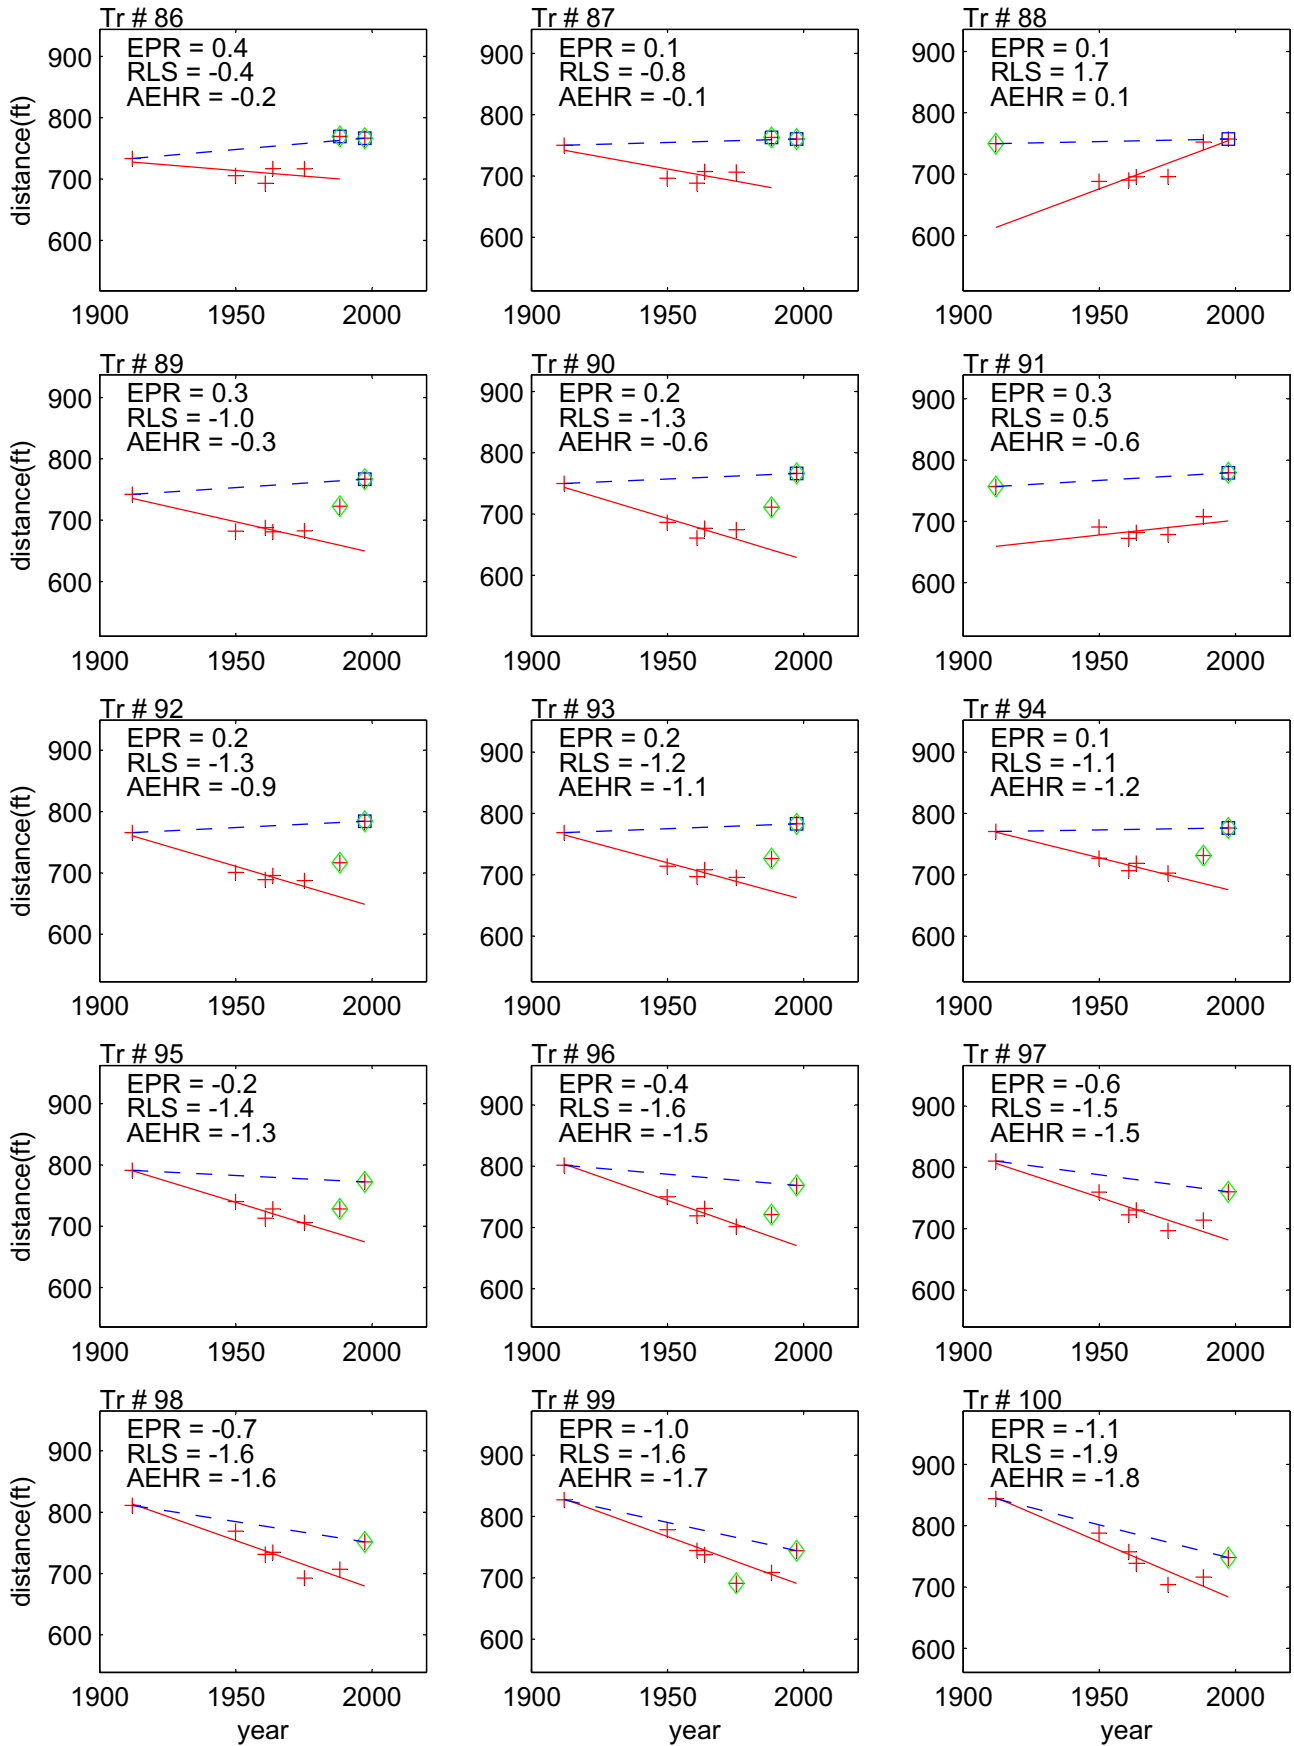 Tr # 86
EPR = 0.4
RLS = -0.4
AEHR = -0.2
900
800
700
600
distance(ft)
1900 1950 2000
Tr # 87
EPR = 0.1
RLS = -0.8
AEHR = -0.1
900
800
700
600
1900 1950 2000
Tr # 88
EPR = 0.1
RLS = 1.7
AEHR = 0.1
900
800
700
600
1900 1950 2000
Tr # 89
EPR = 0.3
RLS = -1.0
AEHR = -0.3
900
800
700
600
distance(ft)
1900 1950 2000
Tr # 90
EPR = 0.2
RLS = -1.3
AEHR = -0.6
900
800
700
600
1900 1950 2000
Tr # 91
EPR = 0.3
RLS = 0.5
AEHR = -0.6
900
800
700
600
1900 1950 2000
Tr # 92
EPR = 0.2
RLS = -1.3
AEHR = -0.9
900
800
700
600
distance(ft)
1900 1950 2000
Tr # 93
EPR = 0.2
RLS = -1.2
AEHR = -1.1
900
800
700
600
1900 1950 2000
Tr # 94
EPR = 0.1
RLS = -1.1
AEHR = -1.2
900
800
700
600
1900 1950 2000
Tr # 95
EPR = -0.2
RLS = -1.4
AEHR = -1.3
900
800
700
600
distance(ft)
1900 1950 2000
Tr # 96
EPR = -0.4
RLS = -1.6
AEHR = -1.5
900
800
700
600
1900 1950 2000
Tr # 97
EPR = -0.6
RLS = -1.5
AEHR = -1.5
900
800
700
600
1900 1950 2000
Tr # 98
EPR = -0.7
RLS = -1.6
AEHR = -1.6
900
800
700
600
distance(ft)
1900 1950 2000
year
Tr # 99
EPR = -1.0
RLS = -1.6
AEHR = -1.7
900
800
700
600
1900 1950 2000
year
Tr # 100
EPR = -1.1
RLS = -1.9
AEHR = -1.8
900
800
700
600
1900 1950 2000
year